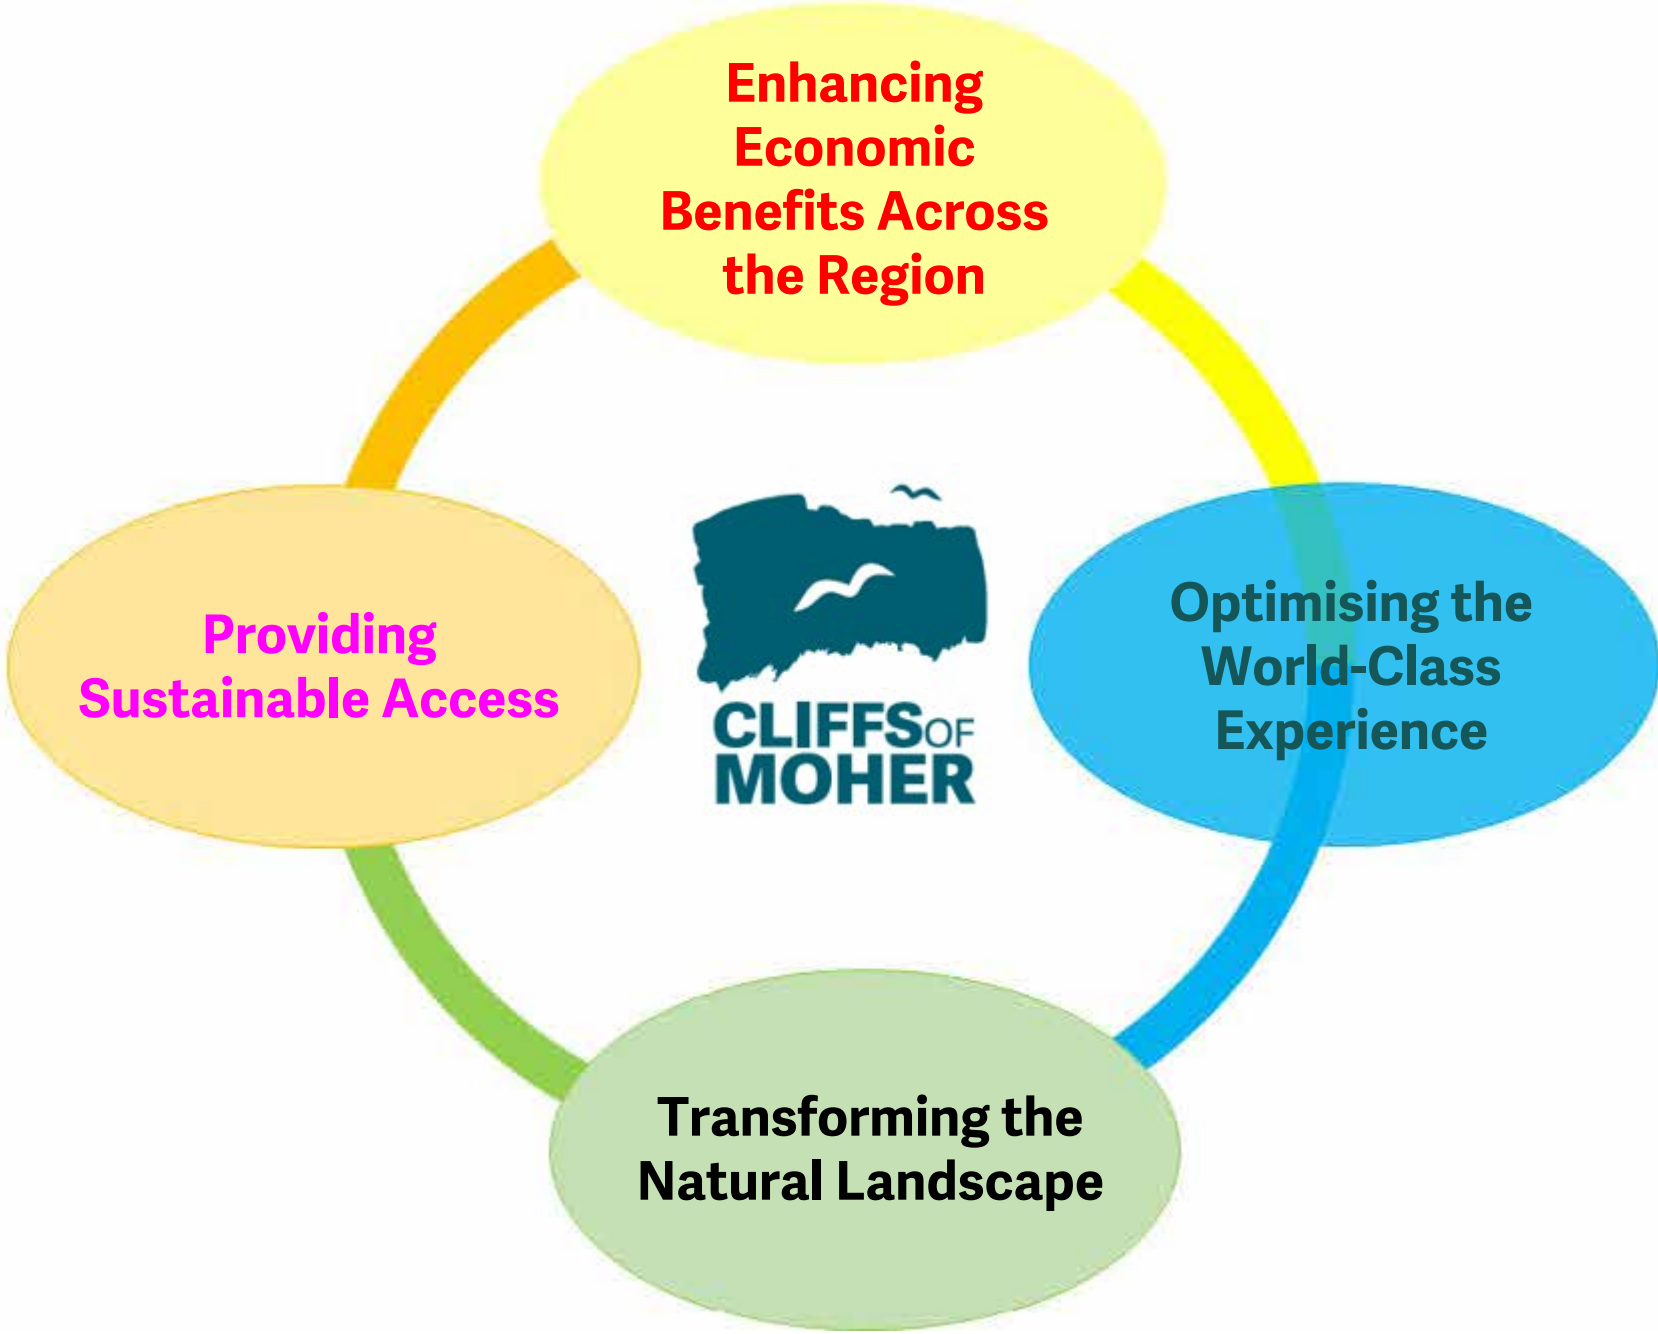 Enhancing
Economic
Benefits Across
the Region
Optimising the
World-Class
Experience
Providing
Sustainable Access
CLIFFS OF
MOHER
Transforming the
Natural Landscape